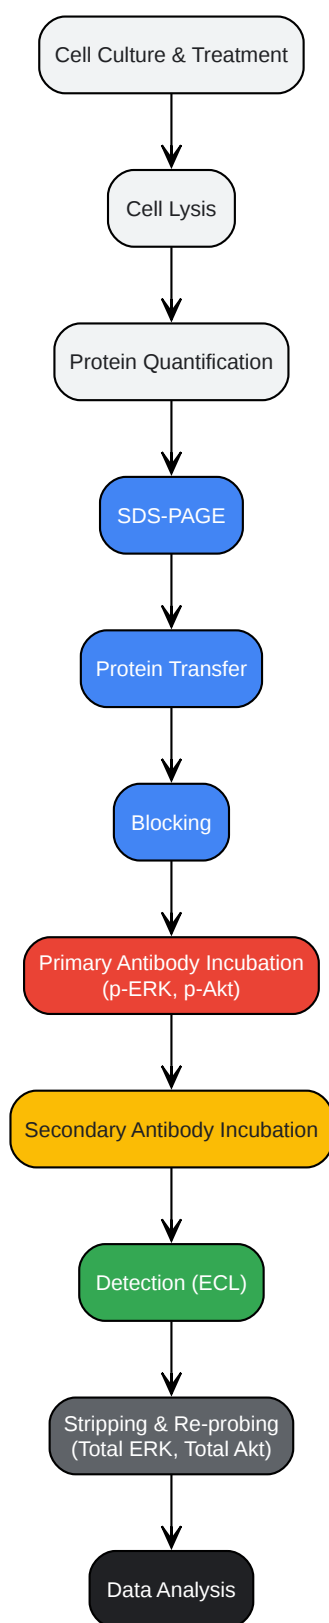 Cell Culture & Treatment
Cell Lysis
Protein Quantification
SDS-PAGE
Protein Transfer
Blocking
Primary Antibody Incubation
(p-ERK, p-Akt)
Secondary Antibody Incubation
Detection (ECL)
Stripping & Re-probing
(Total ERK, Total Akt)
Data Analysis